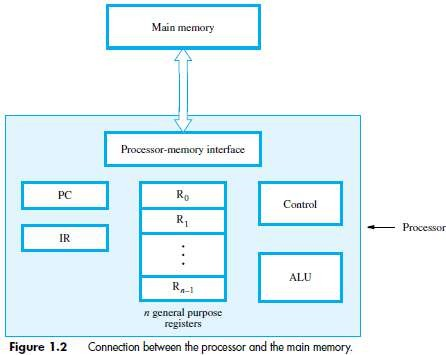 Main memory
Processor-memory interface
PC
R0
Control
R1
Processor
IR
⋮
ALU
Rn–1
n general purpose
registers
Figure 1.2 Connection between the processor and the main memory.